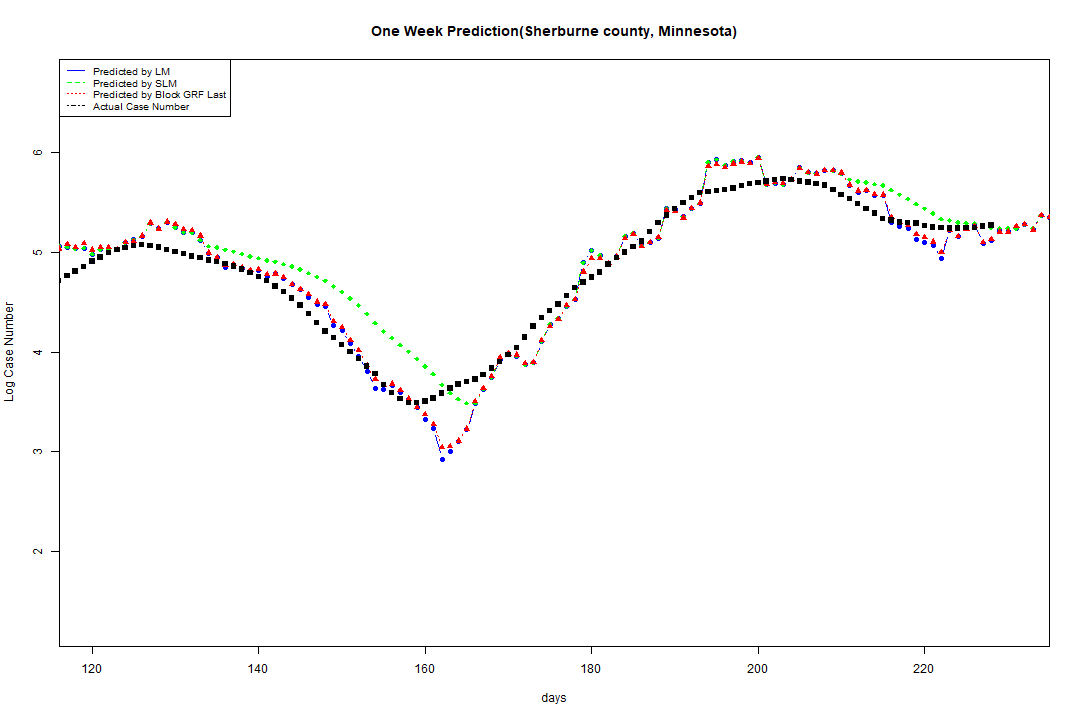 One Week Prediction(Sherburne county, Minnesota)
Predicted by LM
Predicted by SLM
Predicted by Block GRF Last
Actual Case Number
6
5
4
3
2
Log Case Number
120 140 160 180 200 220
days